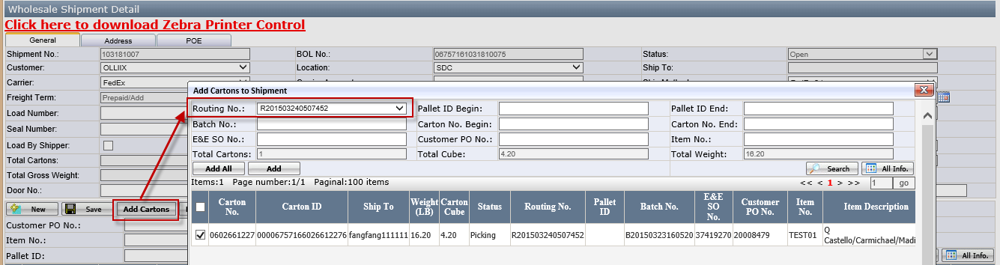 Wholesale Shipment Detail
Click here to download Zebra Printer Control
General Address POE
Shipment No.: 103181007 BOL No.: 08757161031810075 Status: Open
Customer: OLLIIX Location: SDC Ship To:
Carrier: FedEx
Add Cartons to Shipment
Freight Term: Prepaid/Add
Routing No.: R201503240507452 Pallet ID Begin: Pallet ID End:
Load Number:
Batch No.: Carton No. Begin: Carton No. End:
Seal Number:
E&E SO No.: Customer PO No.: Item No.:
Load By Shipper:
Total Cartons: 1 Total Cube: 4.20 Total Weight: 16.20
Total Cartons:
Add All Add Search All Info.
Total Gross Weight:
Items:1 Page number:1/1 Paginal:100 items << < 1 > >> 1 go
Door No.:
New Save Add Cartons
Carton No. Carton ID Ship To Weight (LB) Carton Cube Status Routing No. Pallet ID Batch No. E&E SO No. Customer PO No. Item No. Item Description
0602661227 00006757166026612276 fangfang111111 16.20 4.20 Picking R201503240507452 B20150323160520 37419270 20008479 TEST01 Q Castello/Carmichael/Madi
Customer PO No.:
Item No.:
Pallet ID: All Info.